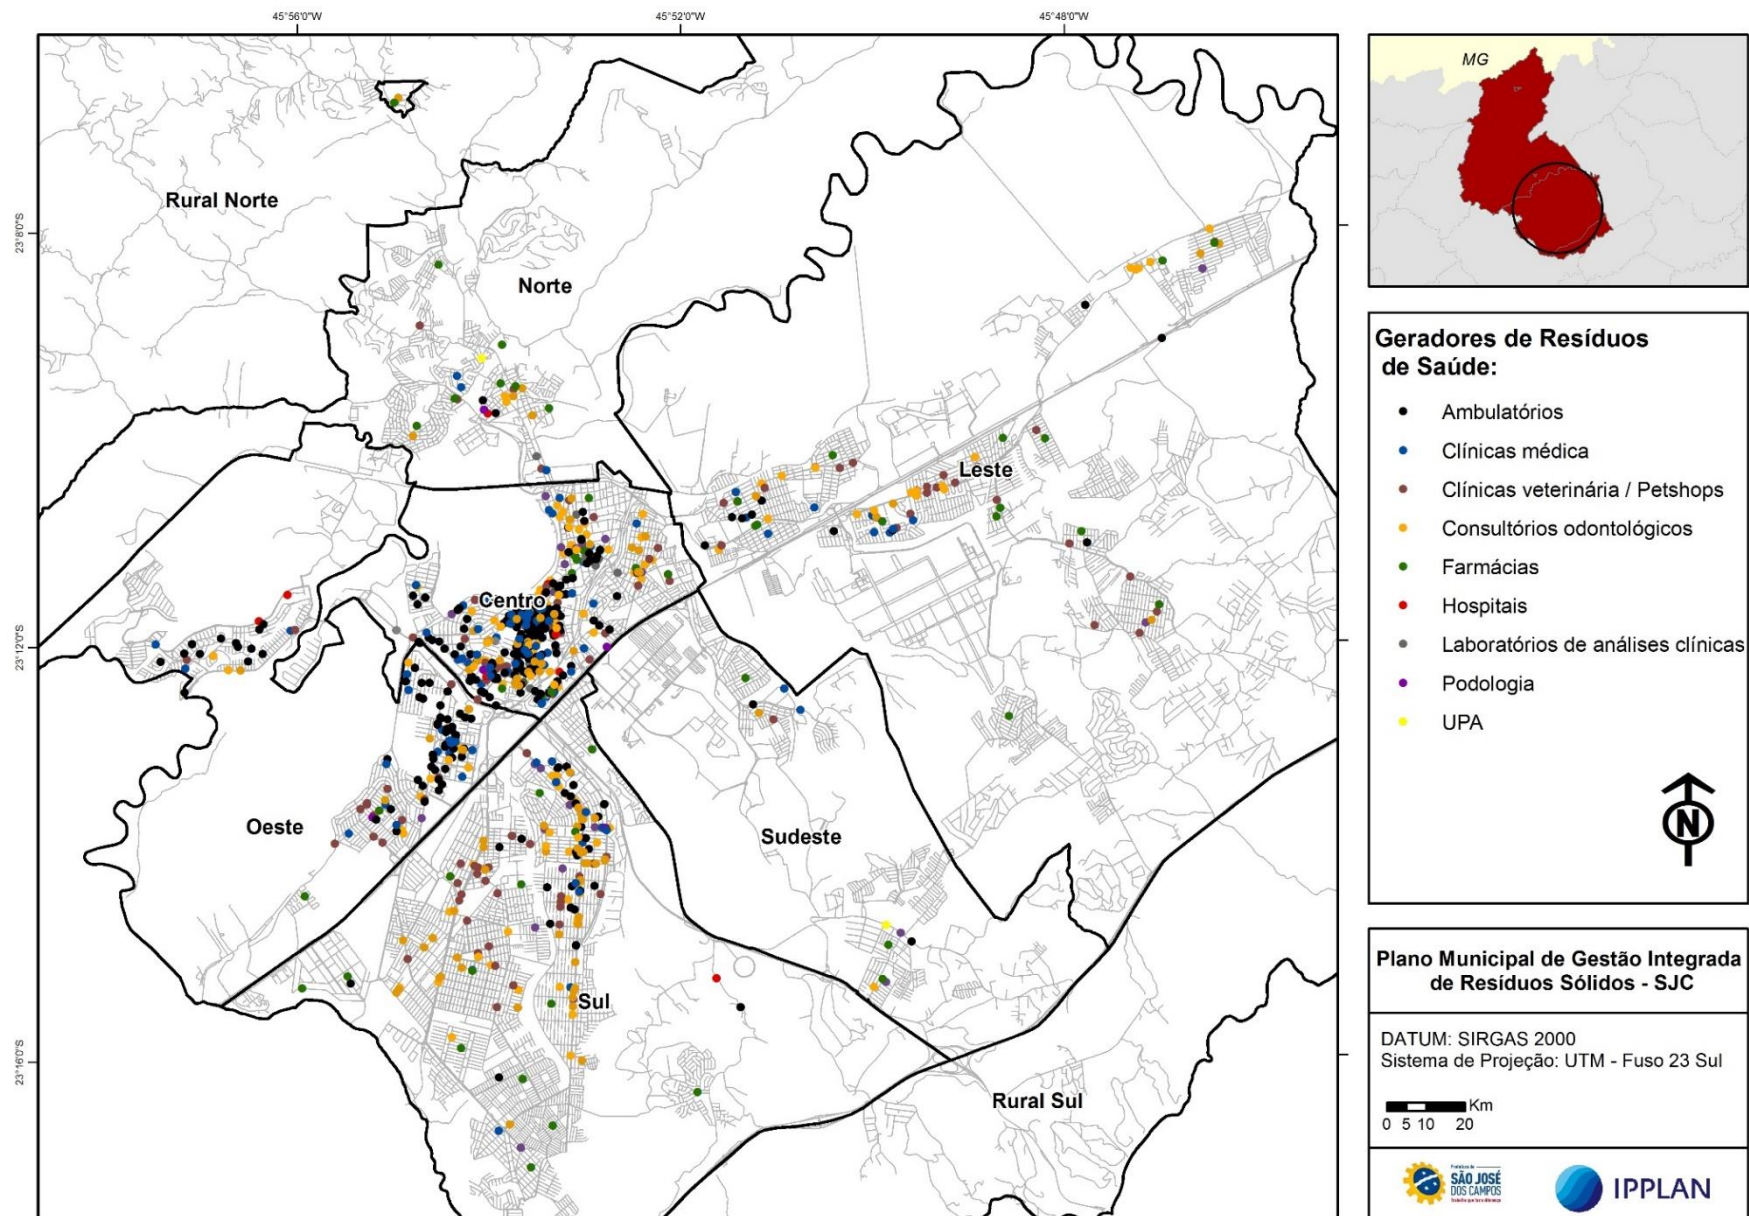 45°56'0"W
45°52'0"W
45°48'0"W
23°8'0"S
23°12'0"S
23°16'0"S
Rural Norte
Norte
Leste
Centro
Oeste
Sudeste
Sul
Rural Sul
MG
Geradores de Resíduos
de Saúde:
Ambulatórios
Clínicas médica
Clínicas veterinária / Petshops
Consultórios odontológicos
Farmácias
Hospitais
Laboratórios de análises clínicas
Podologia
UPA
N
Plano Municipal de Gestão Integrada
de Resíduos Sólidos - SJC
DATUM: SIRGAS 2000
Sistema de Projeção: UTM - Fuso 23 Sul
Km
0 5 10 20
Prefeitura de
SÃO JOSÉ
DOS CAMPOS
IPPLAN